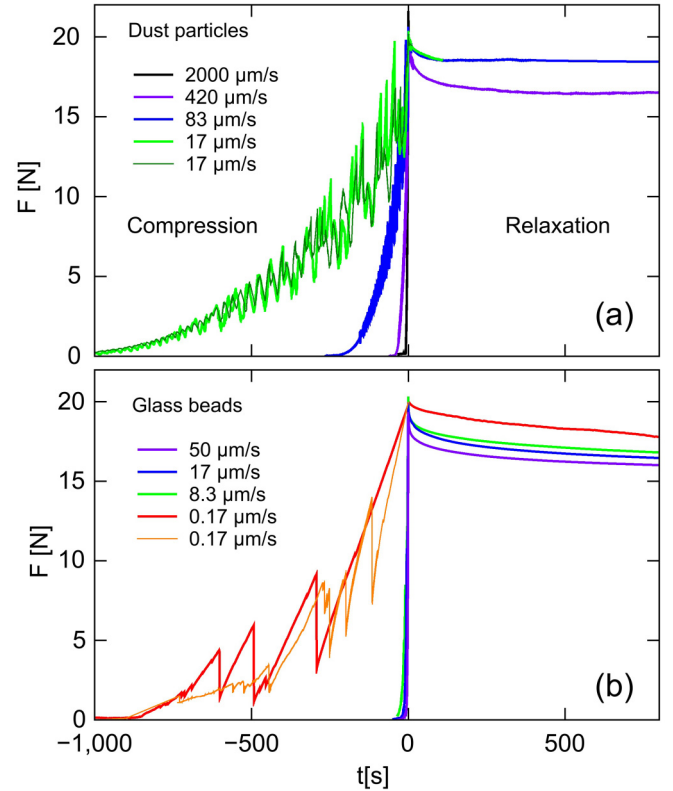 20
15
10
5
0
F [N]
Dust particles
2000 μm/s
420 μm/s
83 μm/s
17 μm/s
17 μm/s
Compression
Relaxation
(a)
20
15
10
5
0
F [N]
Glass beads
50 μm/s
17 μm/s
8.3 μm/s
0.17 μm/s
0.17 μm/s
(b)
−1,000
−500
0
500
t[s]